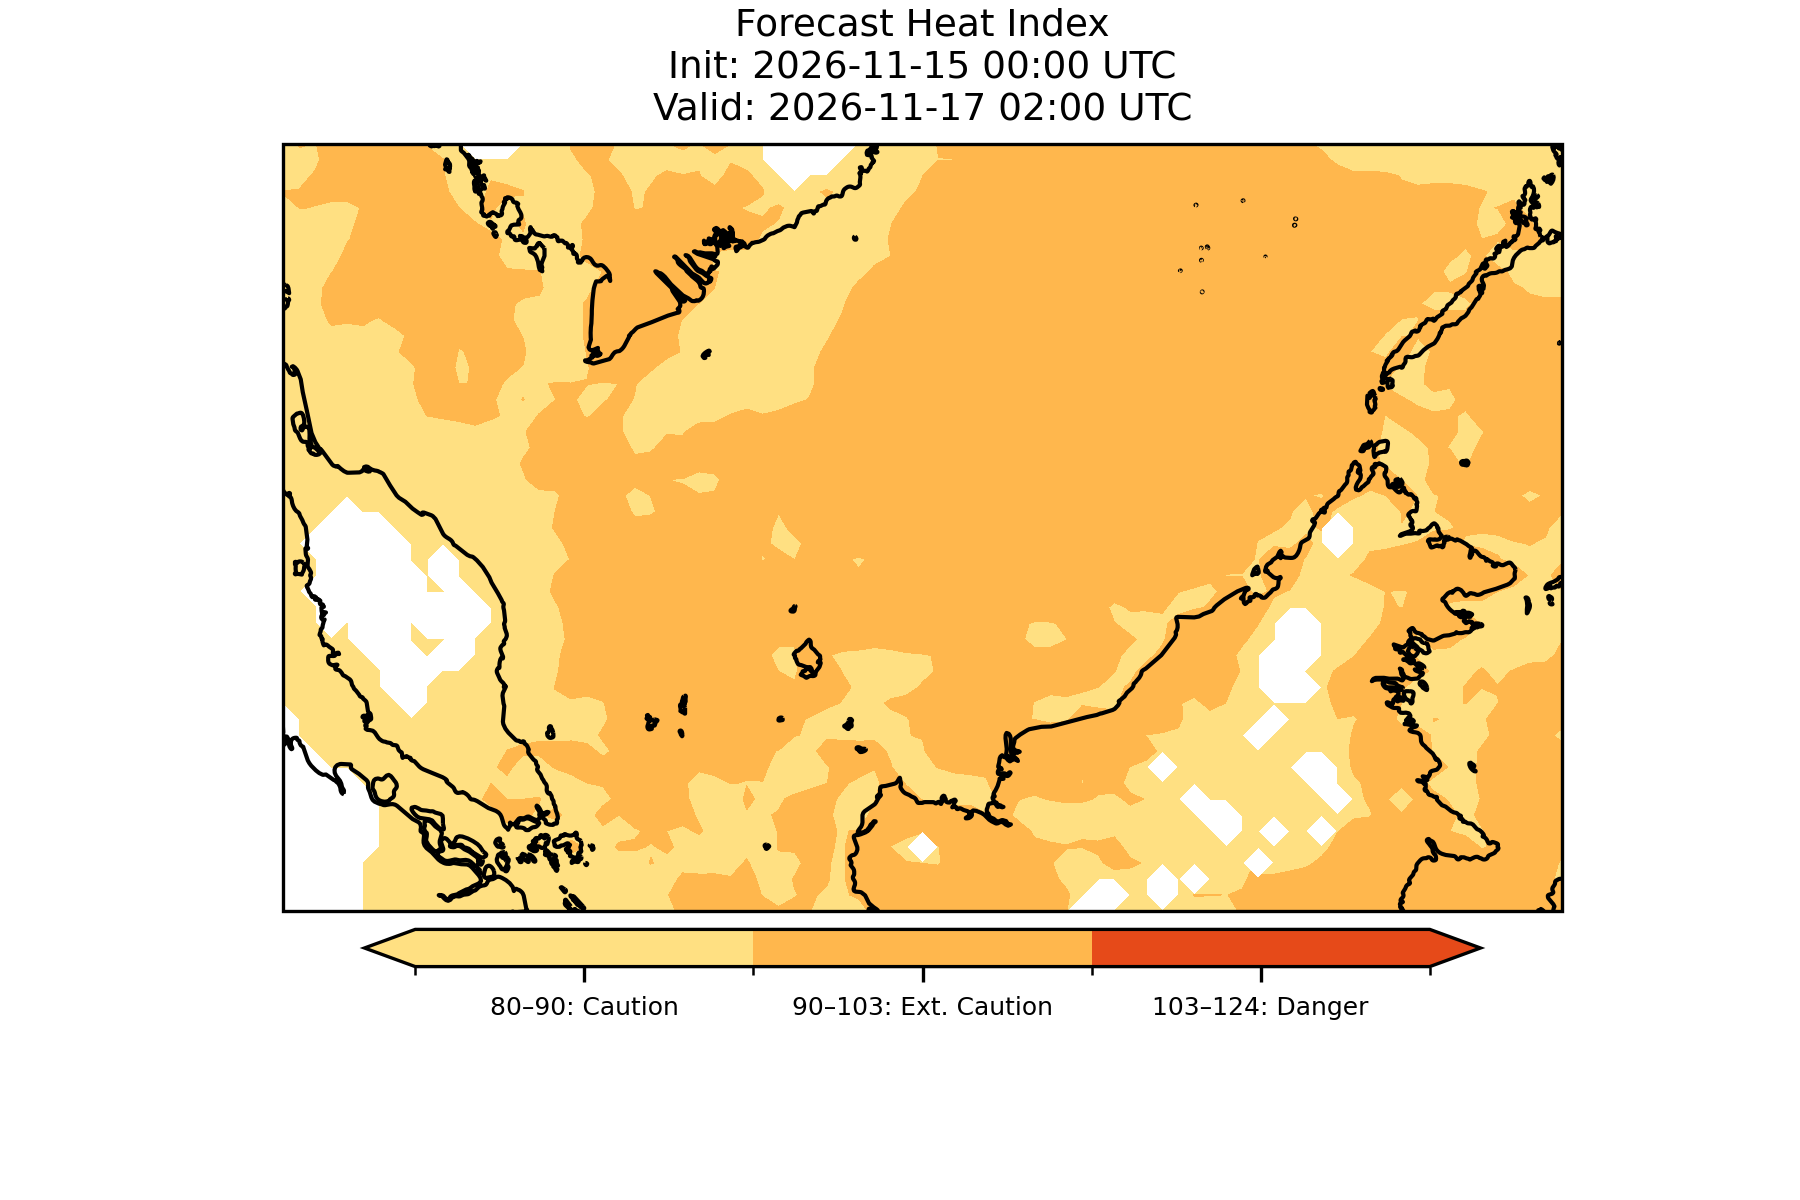 Forecast Heat Index
Init: 2026-11-15 00:00 UTC
Valid: 2026-11-17 02:00 UTC
80–90: Caution
90–103: Ext. Caution
103–124: Danger